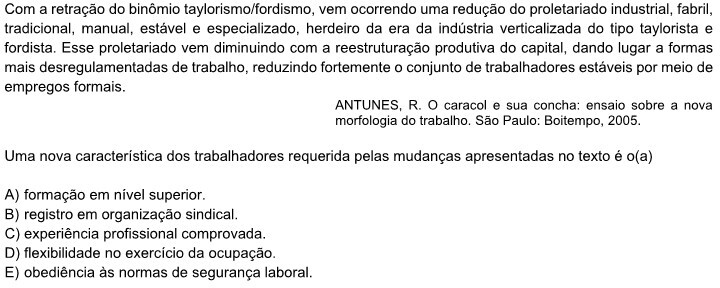 Com a retração do binômio taylorismo/fordismo, vem ocorrendo uma redução do proletariado industrial, fabril,
tradicional, manual, estável e especializado, herdeiro da era da indústria verticalizada do tipo taylorista e
fordista. Esse proletariado vem diminuindo com a reestruturação produtiva do capital, dando lugar a formas
mais desregulamentadas de trabalho, reduzindo fortemente o conjunto de trabalhadores estáveis por meio de
empregos formais.
ANTUNES, R. O caracol e sua concha: ensaio sobre a nova
morfologia do trabalho. São Paulo: Boitempo, 2005.
Uma nova característica dos trabalhadores requerida pelas mudanças apresentadas no texto é o(a)
A) formação em nível superior.
B) registro em organização sindical.
C) experiência profissional comprovada.
D) flexibilidade no exercício da ocupação.
E) obediência às normas de segurança laboral.